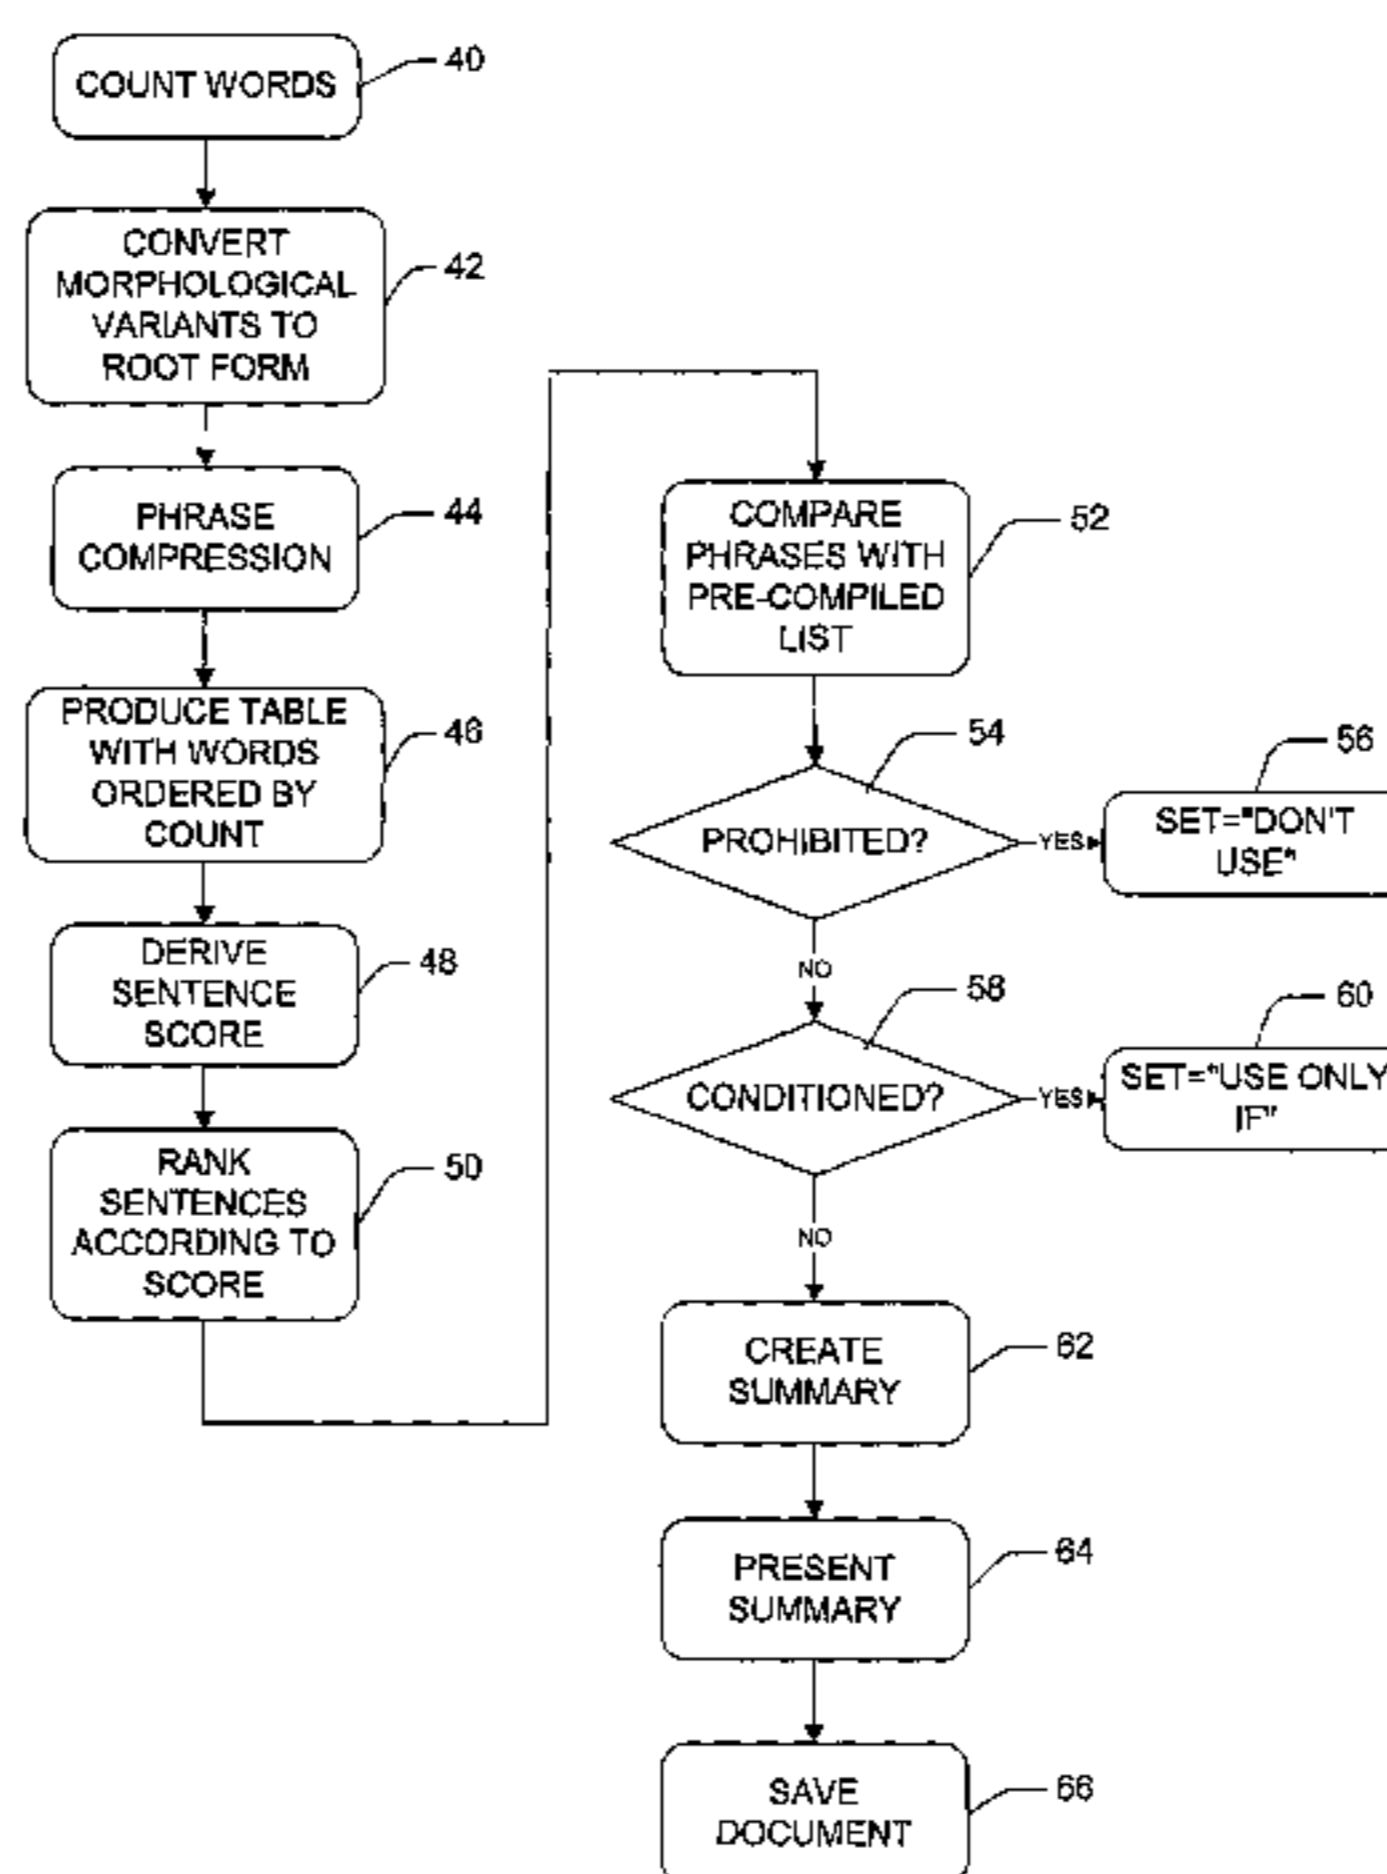 COUNT WORDS
40
CONVERT
MORPHOLOGICAL
VARIANTS TO
ROOT FORM
42
PHRASE
COMPRESSION
44
PRODUCE TABLE
WITH WORDS
ORDERED BY
COUNT
46
DERIVE
SENTENCE
SCORE
48
RANK
SENTENCES
ACCORDING TO
SCORE
50
COMPARE
PHRASES WITH
PRE-COMPILED
LIST
52
PROHIBITED?
54
YES
SET="DON'T
USE"
56
NO
CONDITIONED?
58
YES
SET="USE ONLY
IF"
60
NO
CREATE
SUMMARY
62
PRESENT
SUMMARY
64
SAVE
DOCUMENT
66